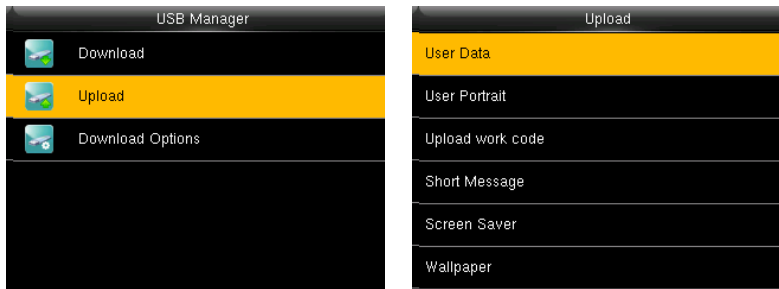 USB Manager
Download
Upload
Download Options
Upload
User Data
User Portrait
Upload work code
Short Message
Screen Saver
Wallpaper